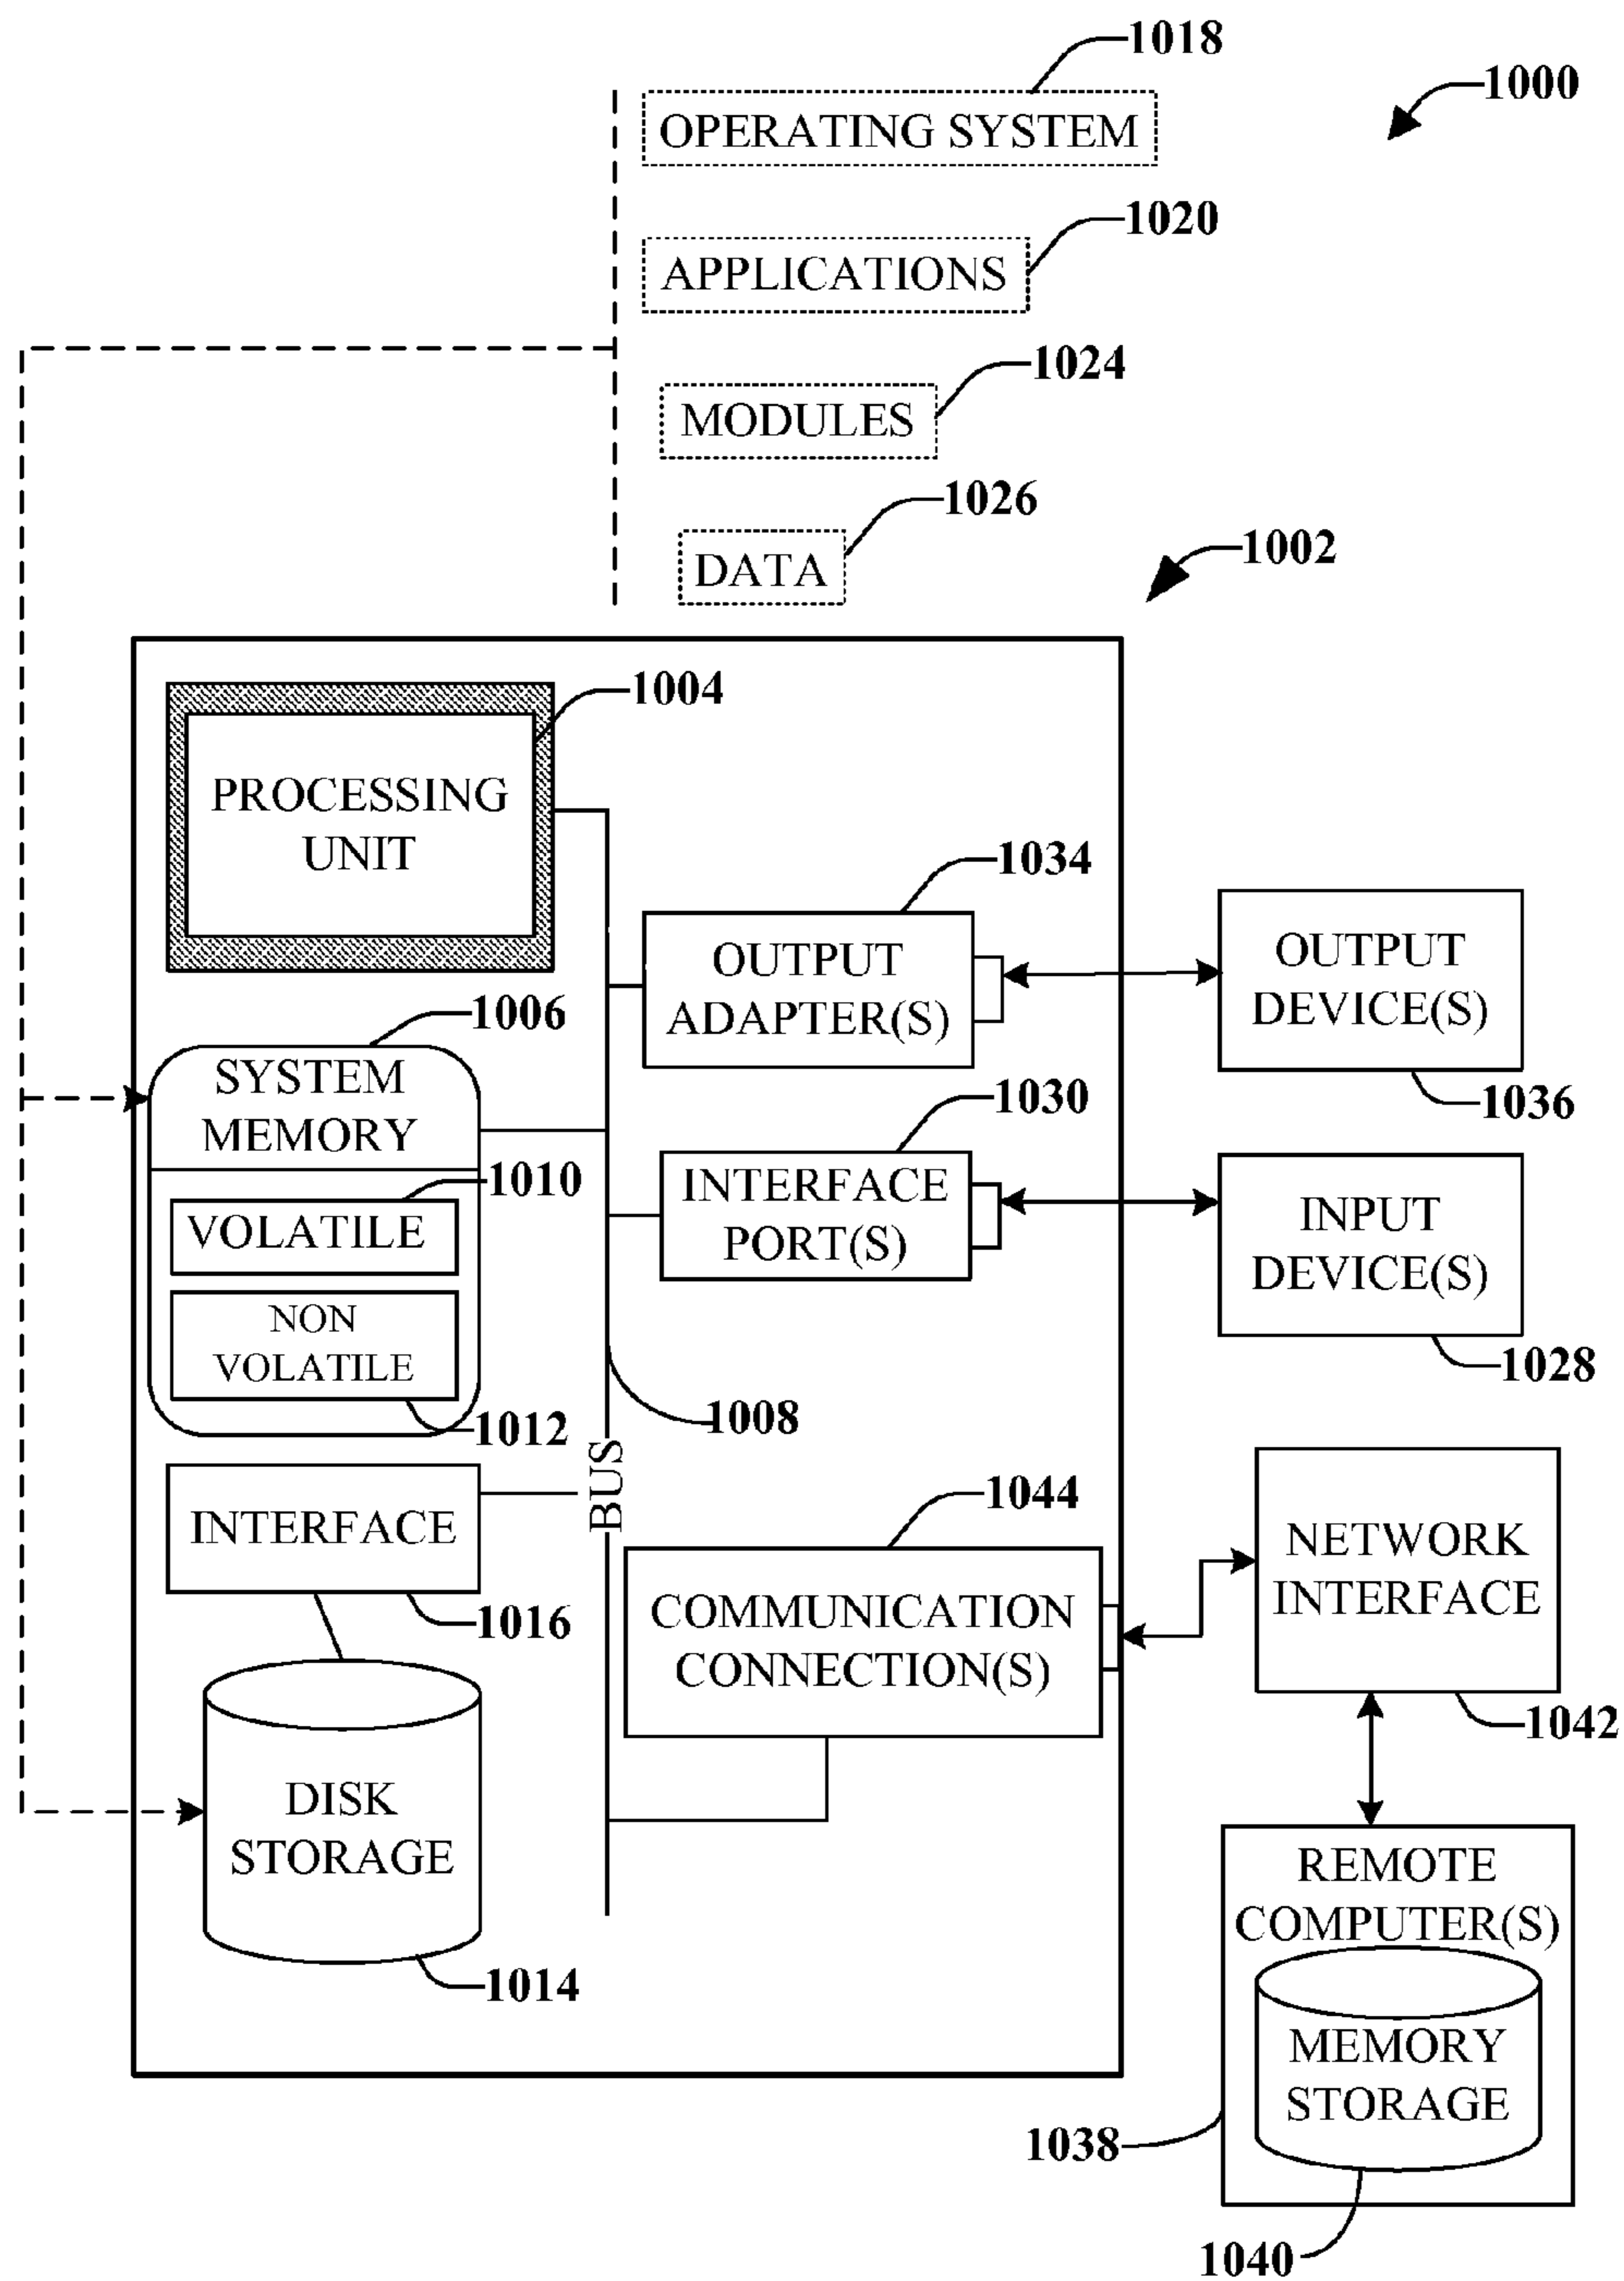 1018
1000
OPERATING SYSTEM
1020
APPLICATIONS
1024
MODULES
1026
DATA
1002
1004
PROCESSING
UNIT
1034
OUTPUT
ADAPTER(S)
OUTPUT
DEVICE(S)
1036
1006
SYSTEM
MEMORY
1010
VOLATILE
NON
VOLATILE
1012
1030
INTERFACE
PORT(S)
INPUT
DEVICE(S)
1028
1008
BUS
INTERFACE
1016
1044
COMMUNICATION
CONNECTION(S)
NETWORK
INTERFACE
1042
DISK
STORAGE
1014
REMOTE
COMPUTER(S)
MEMORY
STORAGE
1038
1040